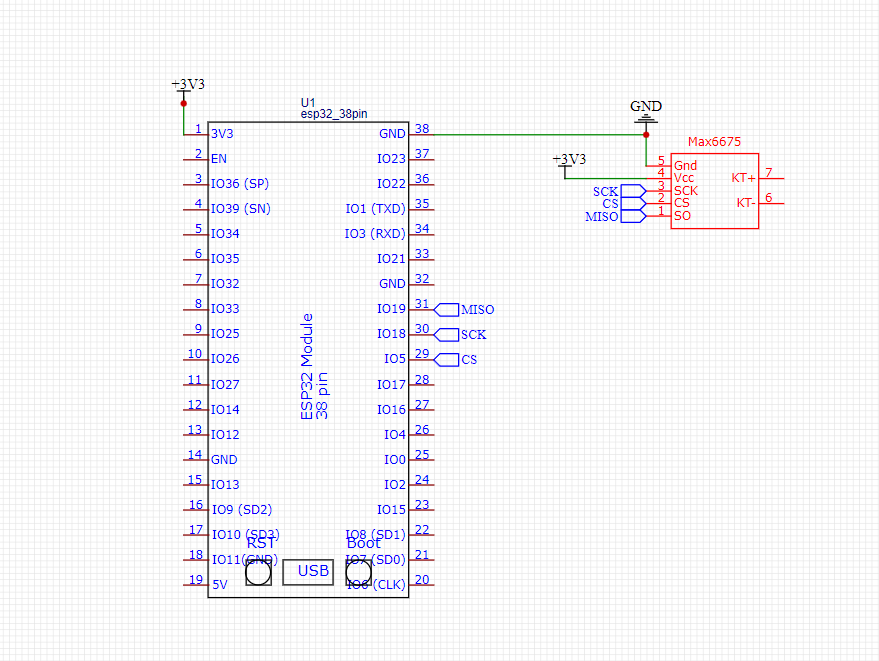 +3V3
U1
esp32_38pin
1 3V3
2 EN
3 IO36 (SP)
4 IO39 (SN)
5 IO34
6 IO35
7 IO32
8 IO33
9 IO25
10 IO26
11 IO27
12 IO14
13 IO12
14 GND
15 IO13
16 IO9 (SD2)
17 IO10 (SD3)
18 IO11(GND)
19 5V
ESP32 Module
38 pin
RST
USB
Boot
GND 38
IO23 37
IO22 36
IO1 (TXD) 35
IO3 (RXD) 34
IO21 33
GND 32
IO19 31 MISO
IO18 30 SCK
IO5 29 CS
IO17 28
IO16 27
IO4 26
IO0 25
IO2 24
IO15 23
IO8 (SD1) 22
IO7 (SD0) 21
IO6 (CLK) 20
GND
+3V3
Max6675
5 Gnd
4 Vcc
SCK 3 SCK
CS 2 CS
MISO 1 SO
KT+ 7
KT- 6